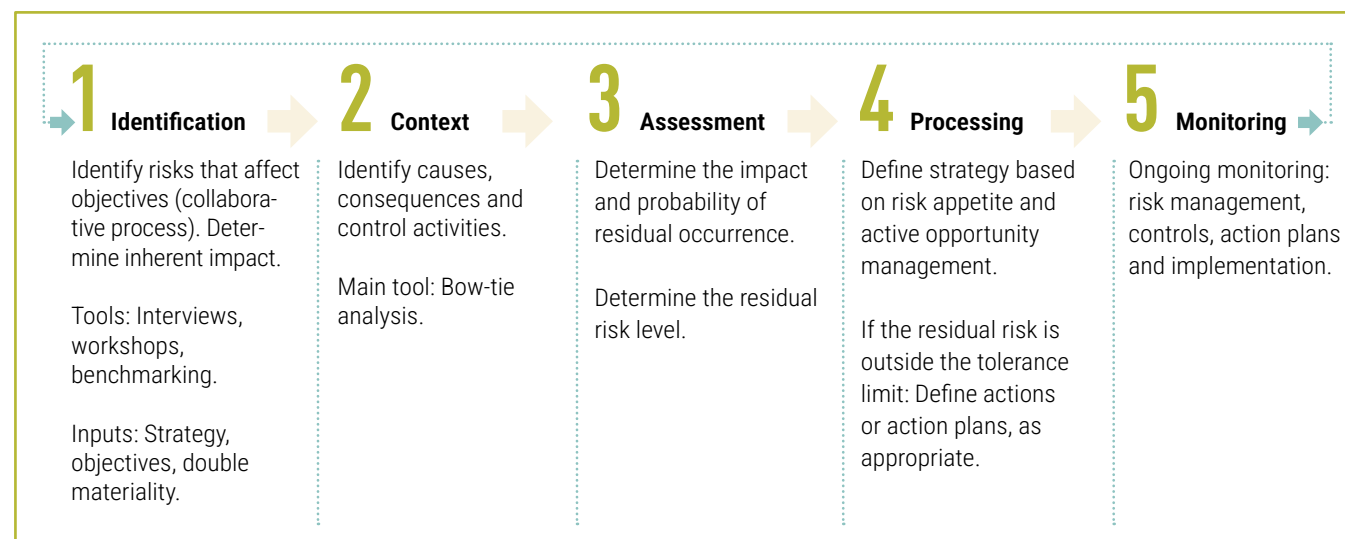 1 Identification
Identify risks that affect
objectives (collabora-
tive process). Deter-
mine inherent impact.
Tools: Interviews,
workshops,
benchmarking.
Inputs: Strategy,
objectives, double
materiality.
2 Context
Identify causes,
consequences and
control activities.
Main tool: Bow-tie
analysis.
3 Assessment
Determine the impact
and probability of
residual occurrence.
Determine the residual
risk level.
4 Processing
Define strategy based
on risk appetite and
active opportunity
management.
If the residual risk is
outside the tolerance
limit: Define actions
or action plans, as
appropriate.
5 Monitoring
Ongoing monitoring:
risk management,
controls, action plans
and implementation.